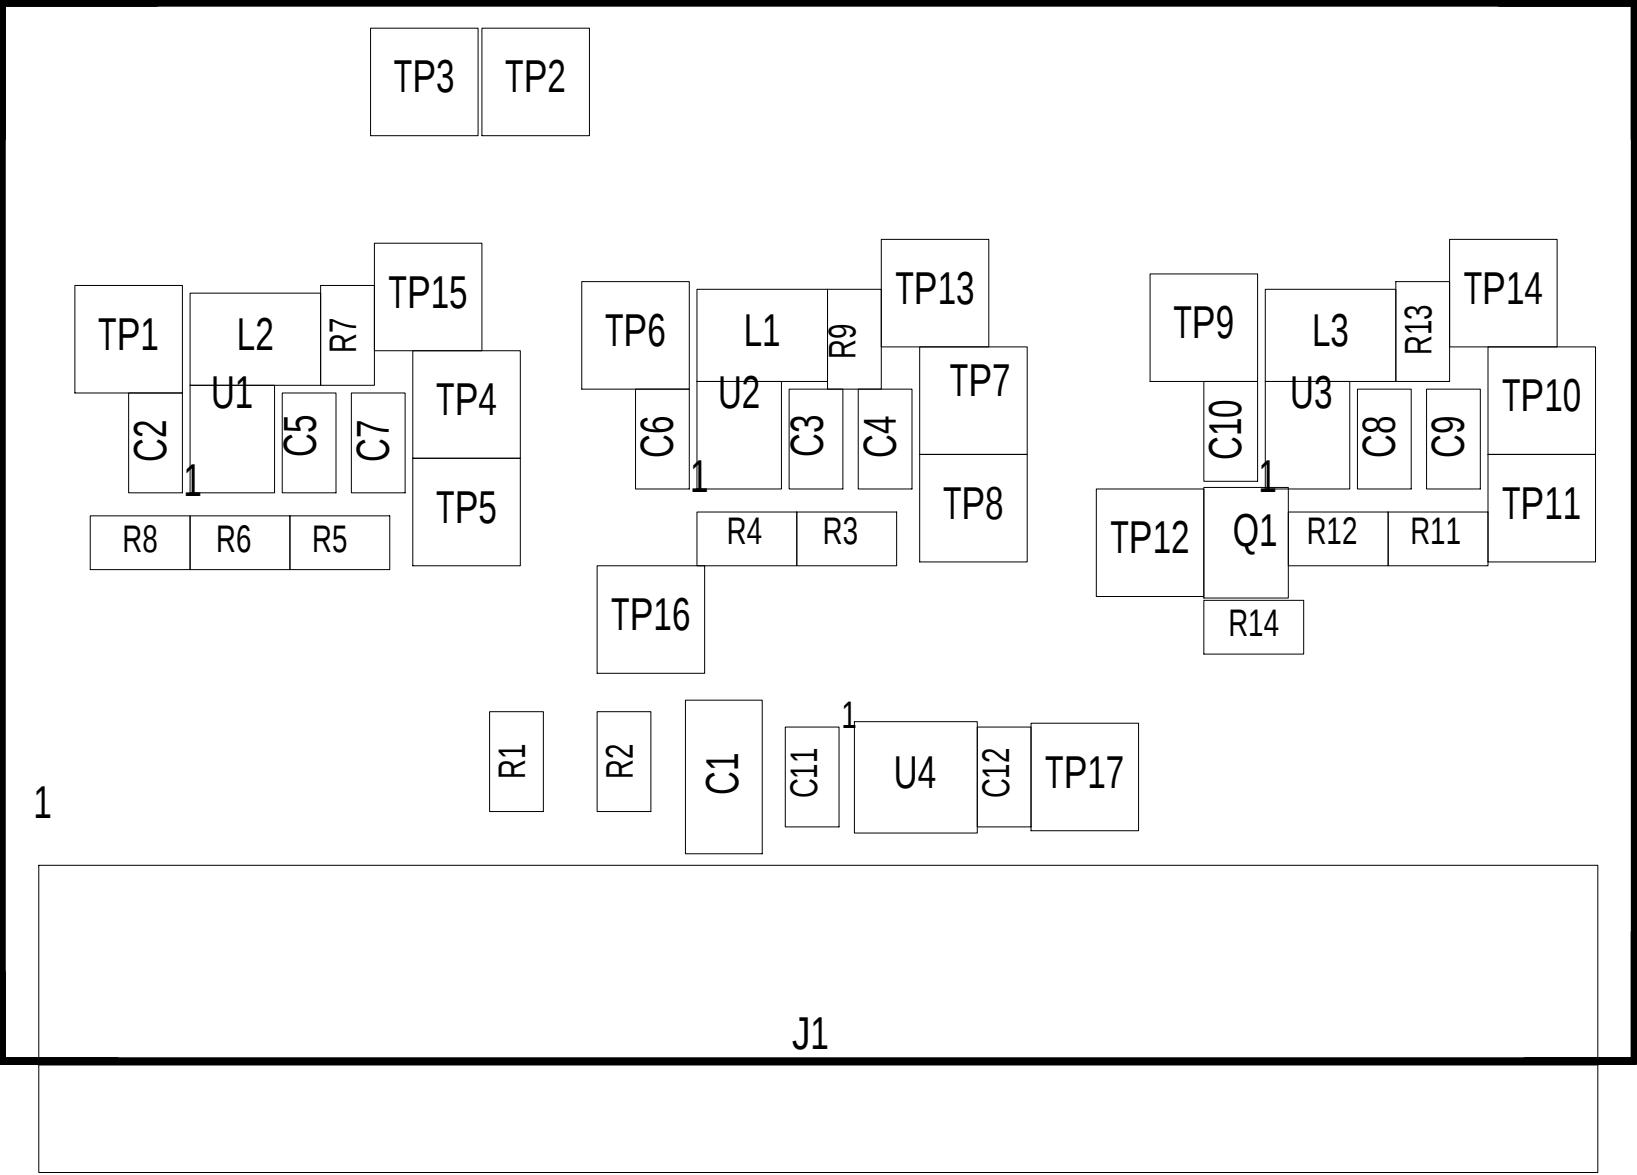 TP3 TP2
TP15 TP13 TP14
TP1 L2 R7 TP6 L1 R9 TP9 L3 R13
U1 TP4 U2 TP7 U3 TP10
C2 C5 C7 C6 C3 C4 C10 C8 C9
1 1 1
TP5 TP8 TP11
R8 R6 R5 R4 R3 TP12 Q1 R12 R11
TP16 R14
1
R1 R2 C1 C11 U4 C12 TP17
1
J1